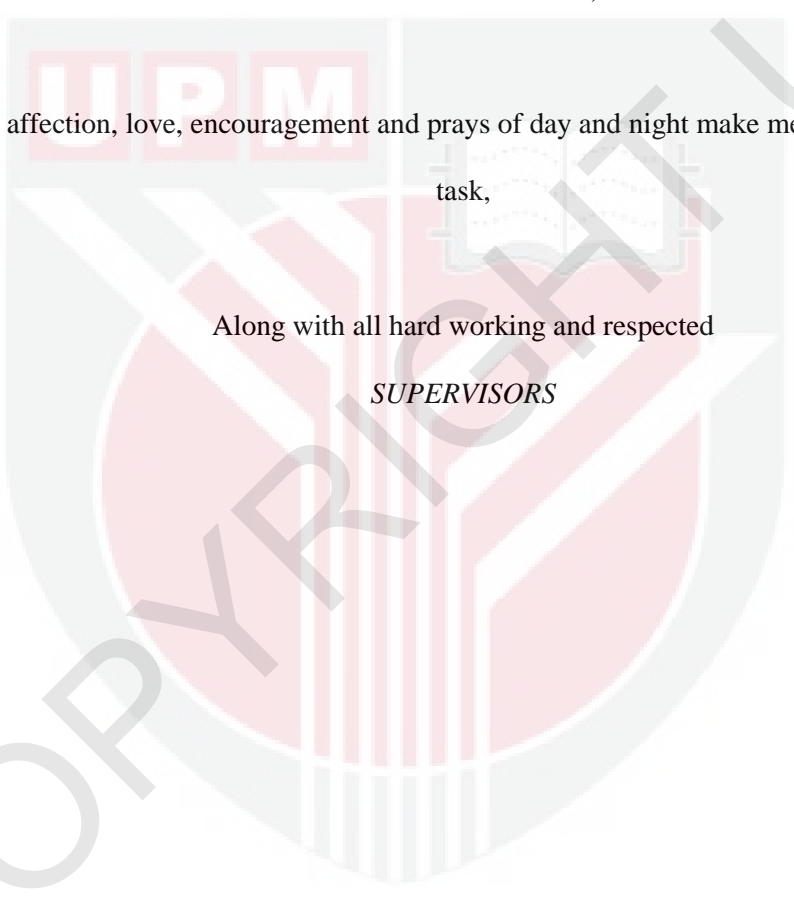 UPM
affection, love, encouragement and prays of day and night make me
task,
Along with all hard working and respected
SUPERVISORS
OPYRIGHT U